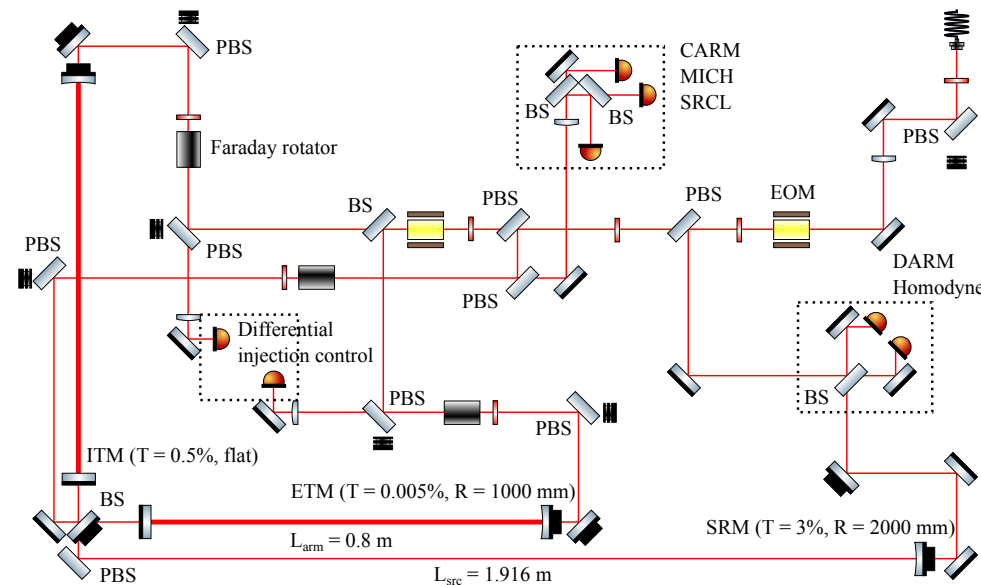 PBS
CARM
MICH
SRCL
BS
BS
PBS
Faraday rotator
PBS
BS
PBS
PBS
EOM
PBS
PBS
PBS
DARM
Homodyne
Differential
injection control
PBS
PBS
BS
ITM (T = 0.5%, flat)
BS
ETM (T = 0.005%, R = 1000 mm)
SRM (T = 3%, R = 2000 mm)
L_arm = 0.8 m
PBS
L_src = 1.916 m